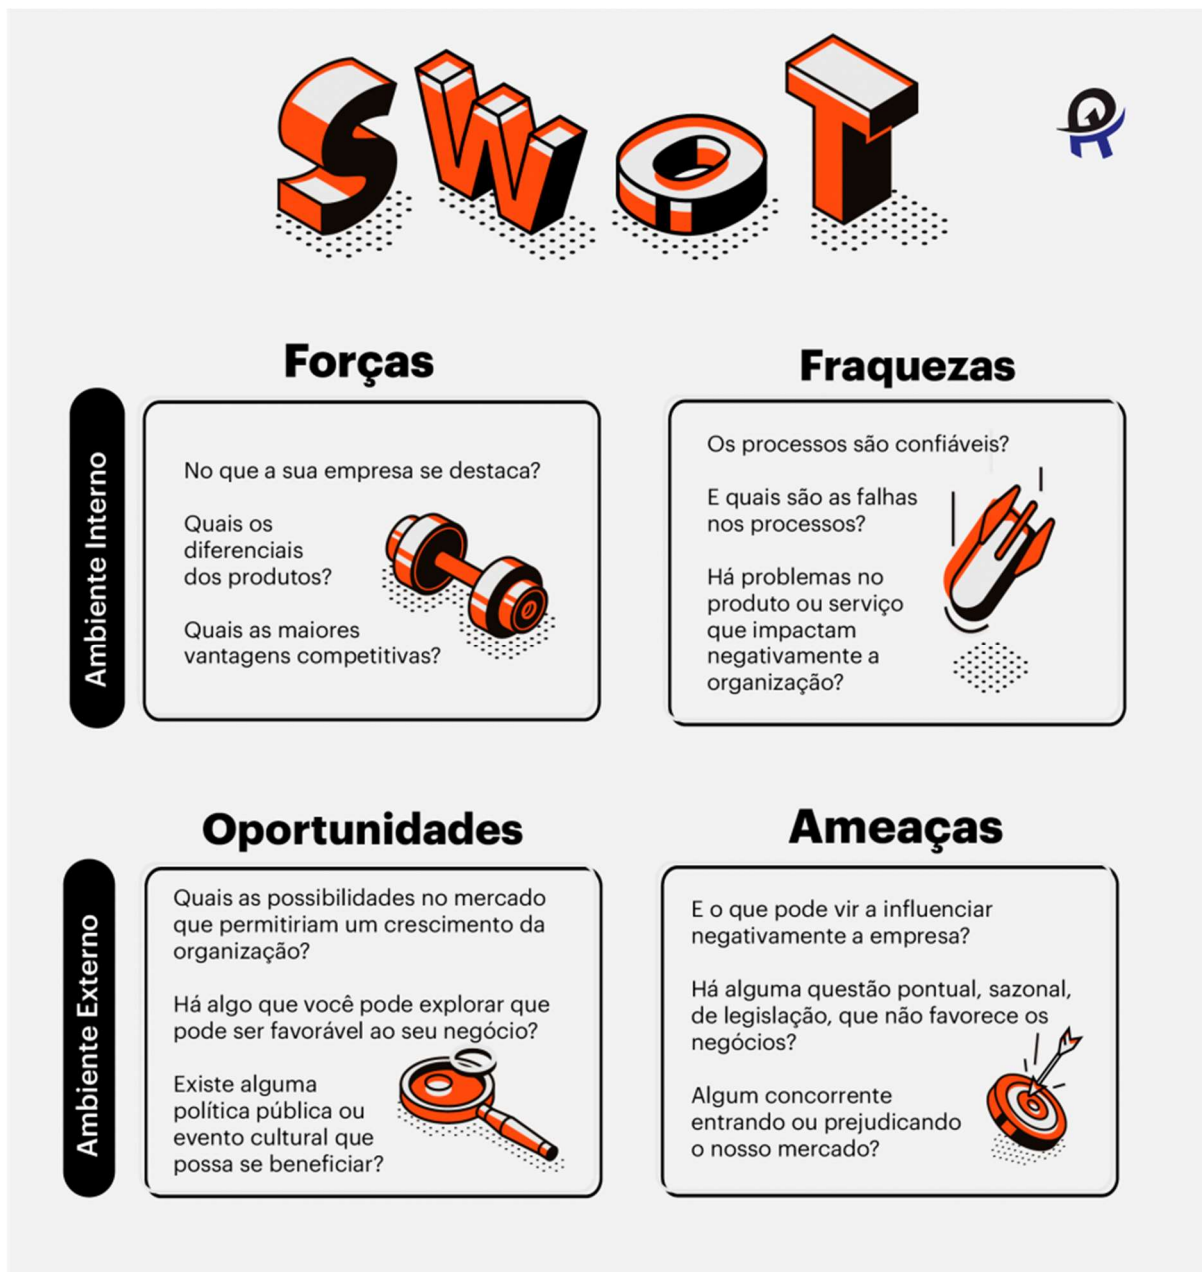 SWOT
Forças
Fraquezas
Ambiente Interno
No que a sua empresa se destaca?
Quais os
diferenciais
dos produtos?
Quais as maiores
vantagens competitivas?
Os processos são confiáveis?
E quais são as falhas
nos processos?
Há problemas no
produto ou serviço
que impactam
negativamente a
organização?
Oportunidades
Ameaças
Ambiente Externo
Quais as possibilidades no mercado
que permitiriam um crescimento da
organização?
Há algo que você pode explorar que
pode ser favorável ao seu negócio?
Existe alguma
política pública ou
evento cultural que
possa se beneficiar?
E o que pode vir a influenciar
negativamente a empresa?
Há alguma questão pontual, sazonal,
de legislação, que não favorece os
negócios?
Algum concorrente
entrando ou prejudicando
o nosso mercado?